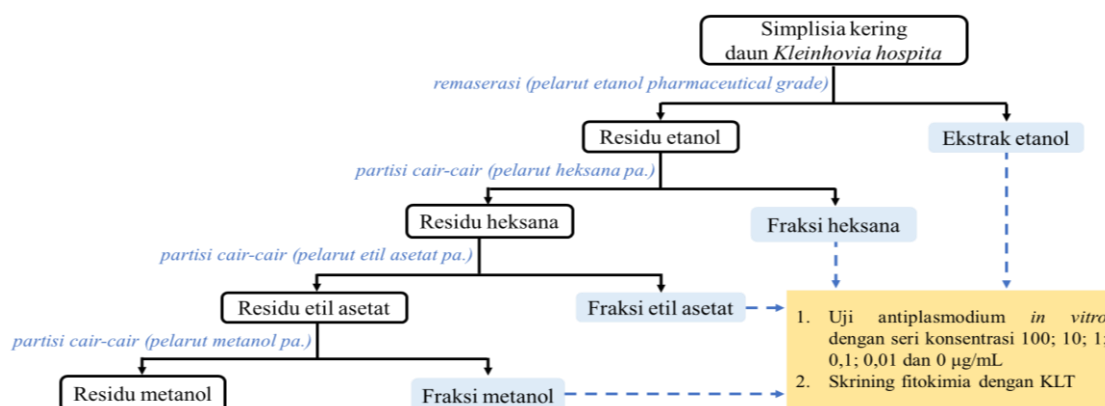 Simplisia kering
daun Kleinhovia hospita
remaserasi (pelarut etanol pharmaceutical grade)
Residu etanol
Ekstrak etanol
partisi cair-cair (pelarut heksana pa.)
Residu heksana
Fraksi heksana
partisi cair-cair (pelarut etil asetat pa.)
Residu etil asetat
Fraksi etil asetat
1. Uji antiplasmodium in vitro
dengan seri konsentrasi 100; 10; 1;
0,1; 0,01 dan 0 μg/mL
2. Skrining fitokimia dengan KLT
partisi cair-cair (pelarut metanol pa.)
Residu metanol
Fraksi metanol